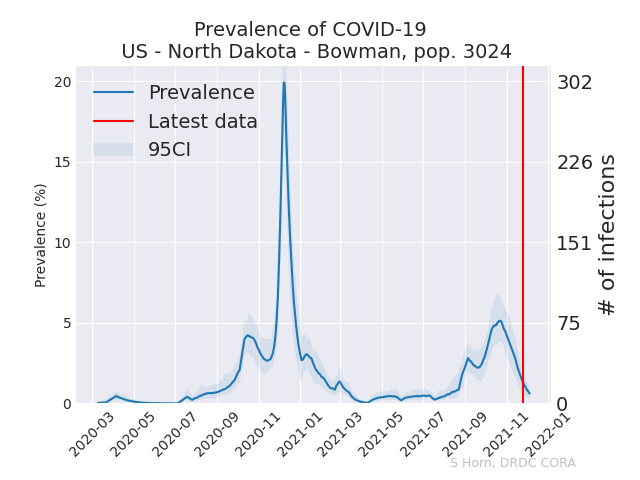 Prevalence of COVID-19
US - North Dakota - Bowman, pop. 3024
Prevalence
Latest data
95CI
Prevalence (%)
20
15
10
5
0
302
226
151
75
0
# of infections
2020-03
2020-05
2020-07
2020-09
2020-11
2021-01
2021-03
2021-05
2021-07
2021-09
2021-11
2022-01
S Horn, DRDC CORA